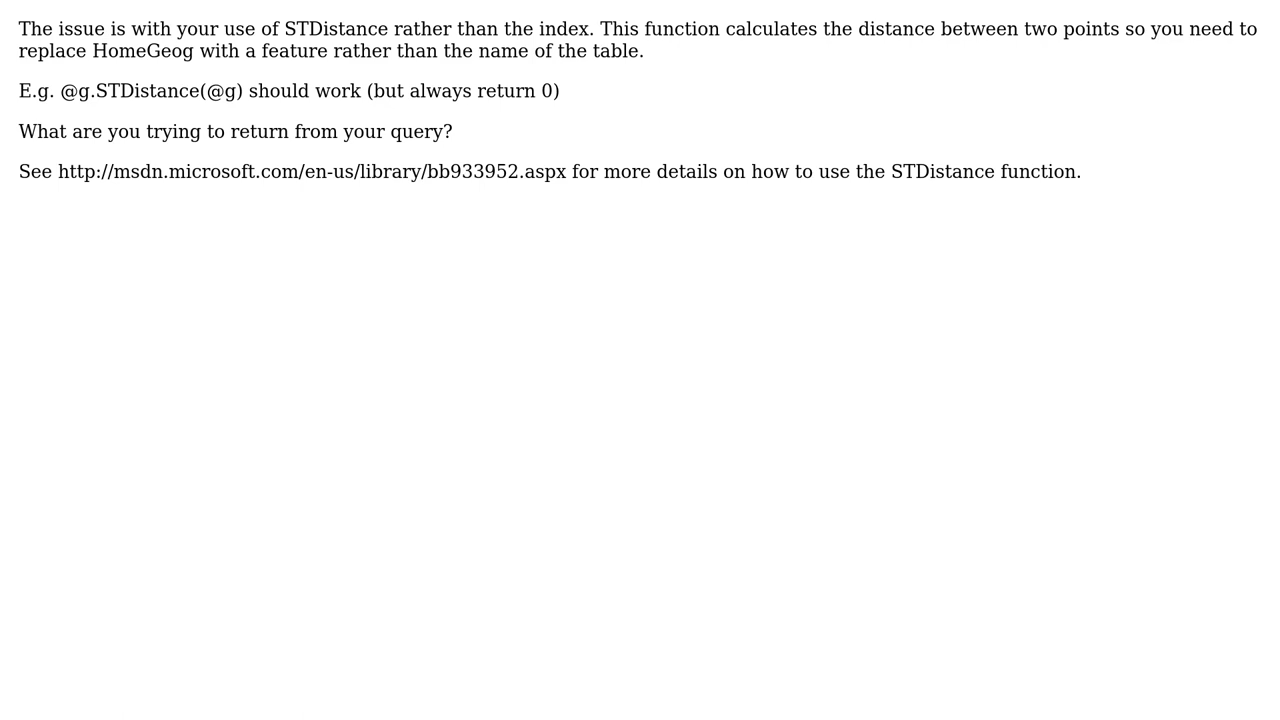 The issue is with your use of STDistance rather than the index. This function calculates the distance between two points so you need to
replace HomeGeog with a feature rather than the name of the table.
E.g. @g.STDistance(@g) should work (but always return 0)
What are you trying to return from your query?
See http://msdn.microsoft.com/en-us/library/bb933952.aspx for more details on how to use the STDistance function.